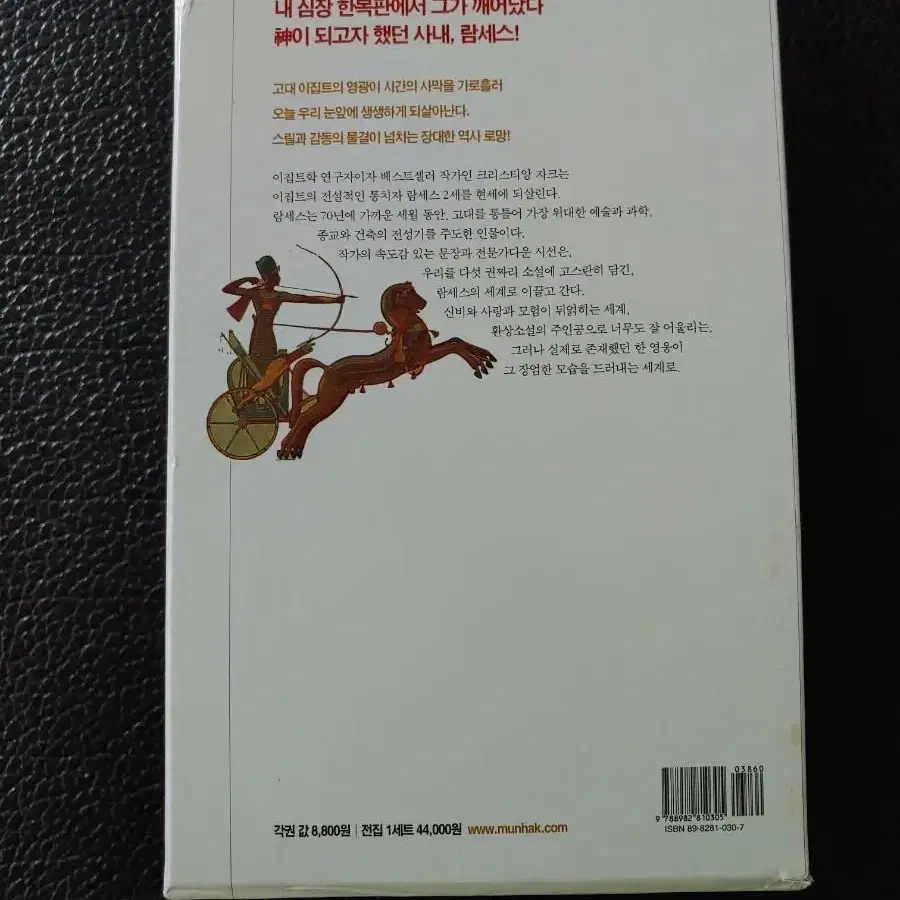 내 심장 한복판에서 그가 깨어났다
神이 되고자 했던 사내, 람세스!
고대 이집트의 영광이 시간의 사막을 가로흘러
오늘 우리 눈앞에 생생하게 되살아난다.
스릴과 감동의 물결이 넘치는 장대한 역사 로망!
이집트학 연구자이자 베스트셀러 작가인 크리스티앙 자크는
이집트의 전설적인 통치자 람세스 2세를 현세에 되살린다.
람세스는 70년에 가까운 세월 동안, 고대를 통틀어 가장 위대한 예술과 과학,
종교와 건축의 전성기를 주도한 인물이다.
작가의 속도감 있는 문장과 전문가다운 시선은,
우리를 다섯 권짜리 소설에 고스란히 담긴,
람세스의 세계로 이끌고 간다.
신비와 사랑과 모험이 뒤얽히는 세계,
환상소설의 주인공으로 너무도 잘 어울리는,
그러나 실제로 존재했던 한 영웅이
그 장엄한 모습을 드러내는 세계로.
각권 값 8,800원 | 전집 1세트 44,000원 www.munhak.com
03860
9 788982 810305
ISBN 89-8281-030-7